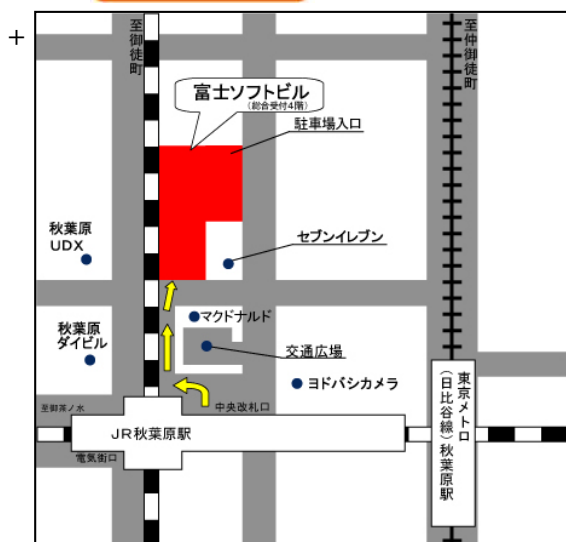 至御徒町
至仲御徒町
富士ソフトビル
(総合受付4階)
駐車場入口
秋葉原
UDX
セブンイレブン
マクドナルド
秋葉原
ダイビル
交通広場
ヨドバシカメラ
至御茶ノ水
中央改札口
JR秋葉原駅
電気街口
東京メトロ
(日比谷線)秋葉原駅